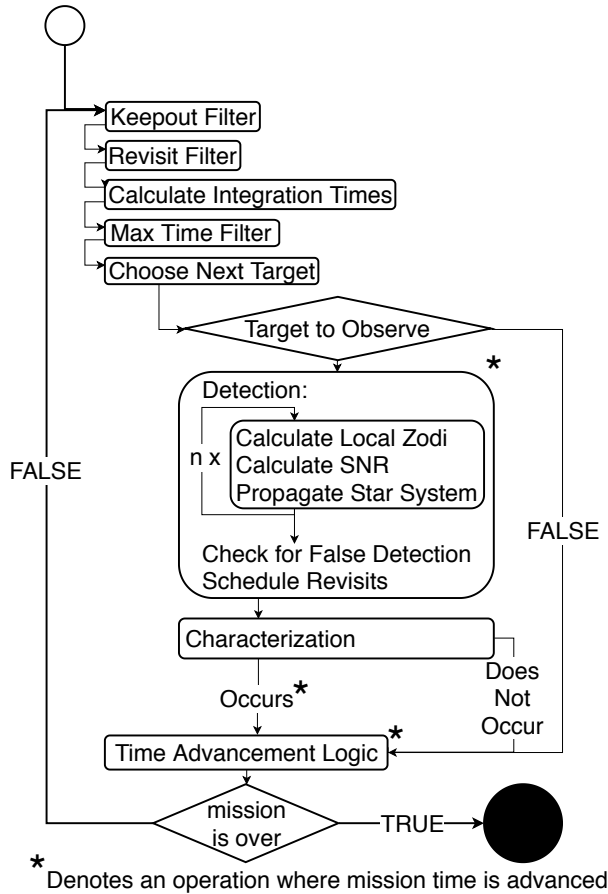 Keepout Filter
Revisit Filter
Calculate Integration Times
Max Time Filter
Choose Next Target
Target to Observe
*
Detection:
n x
Calculate Local Zodi
Calculate SNR
Propagate Star System
Check for False Detection
Schedule Revisits
FALSE
FALSE
Characterization
Does
Not
Occur
Occurs*
Time Advancement Logic
*
mission
is over
TRUE
*Denotes an operation where mission time is advanced